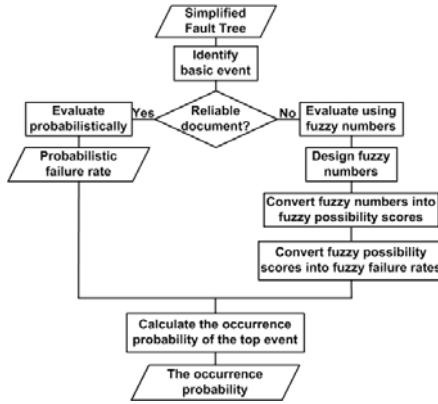 Simplified
Fault Tree
Identify
basic event
Evaluate
probabilistically
Yes
Reliable
document?
No
Evaluate using
fuzzy numbers
Probabilistic
failure rate
Design fuzzy
numbers
Convert fuzzy numbers into
fuzzy possibility scores
Convert fuzzy possibility
scores into fuzzy failure rates
Calculate the occurrence
probability of the top event
The occurrence
probability